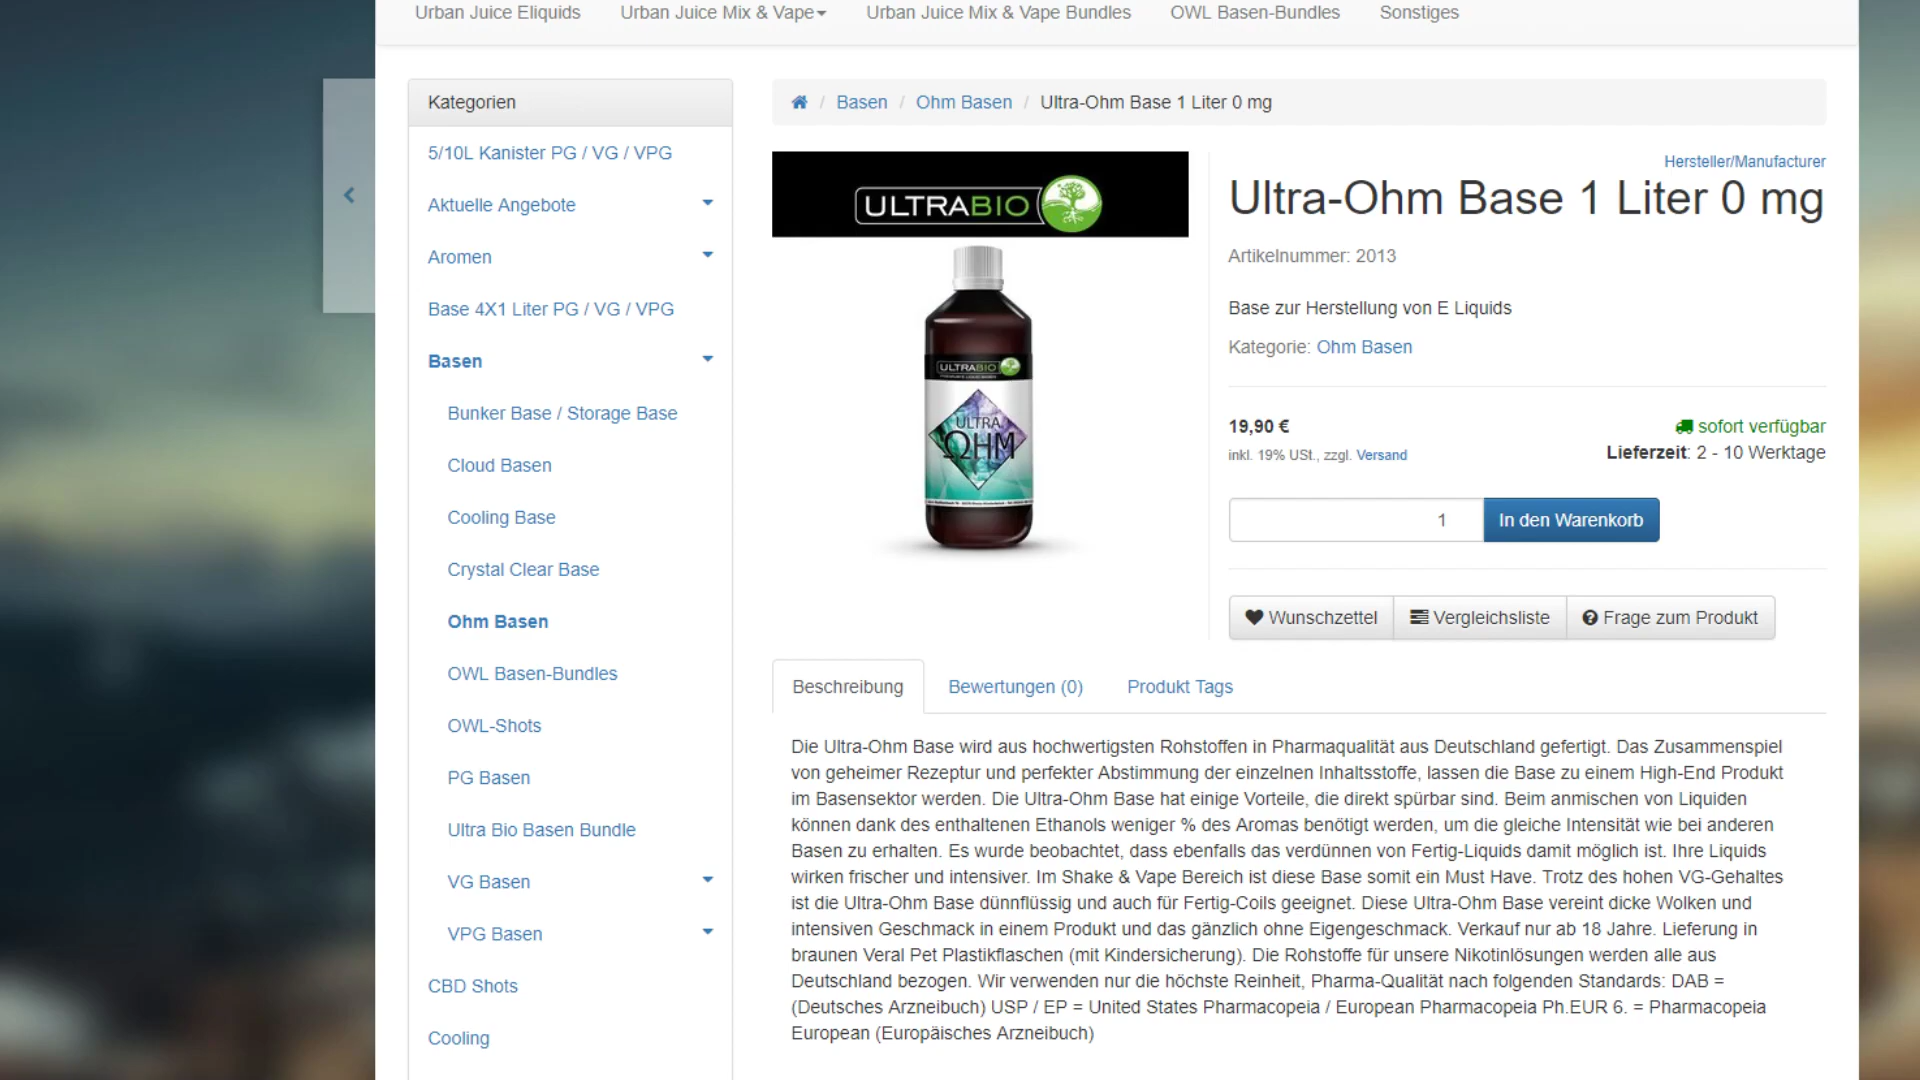 Urban Juice Eliquids Urban Juice Mix & Vape Urban Juice Mix & Vape Bundles OWL Basen-Bundles Sonstiges
Kategorien
5/10L Kanister PG / VG / VPG
Aktuelle Angebote
Aromen
Base 4X1 Liter PG / VG / VPG
Basen
Bunker Base / Storage Base
Cloud Basen
Cooling Base
Crystal Clear Base
Ohm Basen
OWL Basen-Bundles
OWL-Shots
PG Basen
Ultra Bio Basen Bundle
VG Basen
VPG Basen
CBD Shots
Cooling
/ Basen / Ohm Basen / Ultra-Ohm Base 1 Liter 0 mg
ULTRABIO
ULTRABIO
ULTRA
ΩHM
Hersteller/Manufacturer
Ultra-Ohm Base 1 Liter 0 mg
Artikelnummer: 2013
Base zur Herstellung von E Liquids
Kategorie: Ohm Basen
19,90 €
inkl. 19% USt., zzgl. Versand
sofort verfügbar
Lieferzeit: 2 - 10 Werktage
1 In den Warenkorb
Wunschzettel Vergleichsliste Frage zum Produkt
Beschreibung Bewertungen (0) Produkt Tags
Die Ultra-Ohm Base wird aus hochwertigsten Rohstoffen in Pharmaqualität aus Deutschland gefertigt. Das Zusammenspiel
von geheimer Rezeptur und perfekter Abstimmung der einzelnen Inhaltsstoffe, lassen die Base zu einem High-End Produkt
im Basensektor werden. Die Ultra-Ohm Base hat einige Vorteile, die direkt spürbar sind. Beim anmischen von Liquiden
können dank des enthaltenen Ethanols weniger % des Aromas benötigt werden, um die gleiche Intensität wie bei anderen
Basen zu erhalten. Es wurde beobachtet, dass ebenfalls das verdünnen von Fertig-Liquids damit möglich ist. Ihre Liquids
wirken frischer und intensiver. Im Shake & Vape Bereich ist diese Base somit ein Must Have. Trotz des hohen VG-Gehaltes
ist die Ultra-Ohm Base dünnflüssig und auch für Fertig-Coils geeignet. Diese Ultra-Ohm Base vereint dicke Wolken und
intensiven Geschmack in einem Produkt und das gänzlich ohne Eigengeschmack. Verkauf nur ab 18 Jahre. Lieferung in
braunen Veral Pet Plastikflaschen (mit Kindersicherung). Die Rohstoffe für unsere Nikotinlösungen werden alle aus
Deutschland bezogen. Wir verwenden nur die höchste Reinheit, Pharma-Qualität nach folgenden Standards: DAB =
(Deutsches Arzneibuch) USP / EP = United States Pharmacopeia / European Pharmacopeia Ph.EUR 6. = Pharmacopeia
European (Europäisches Arzneibuch)